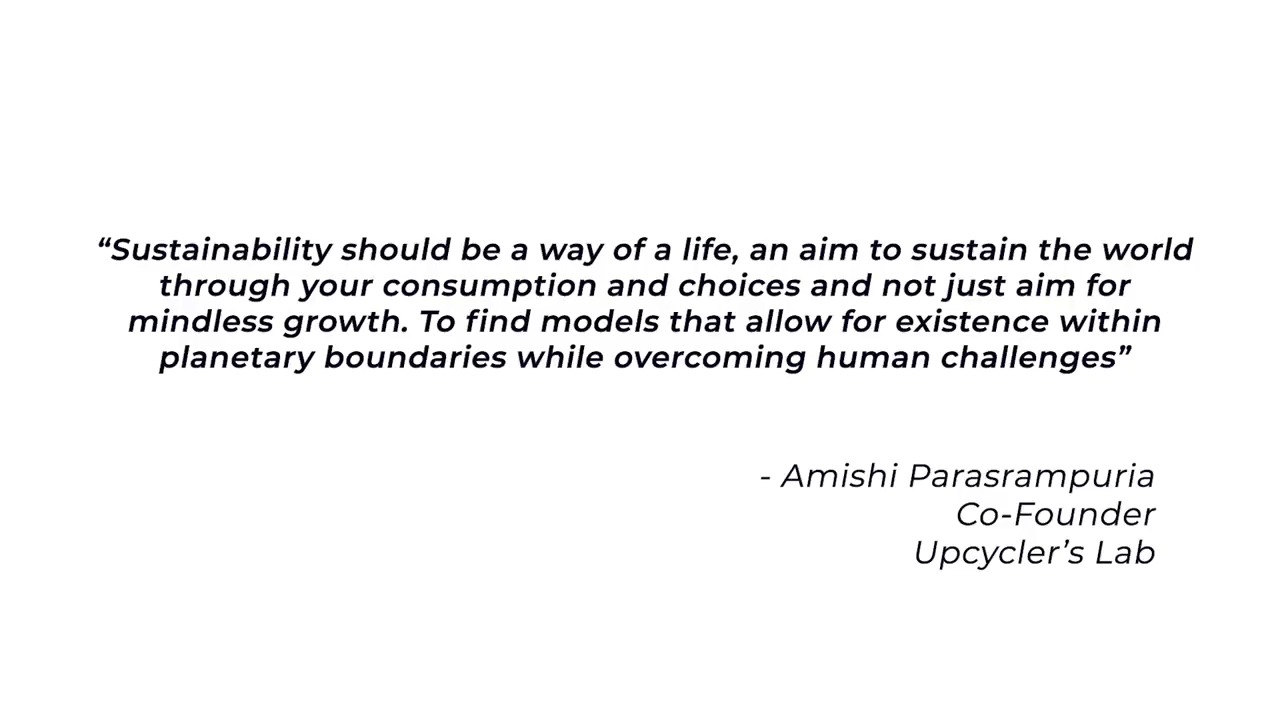 “Sustainability should be a way of a life, an aim to sustain the world
through your consumption and choices and not just aim for
mindless growth. To find models that allow for existence within
planetary boundaries while overcoming human challenges”
- Amishi Parasrampuria
Co-Founder
Upcycler’s Lab